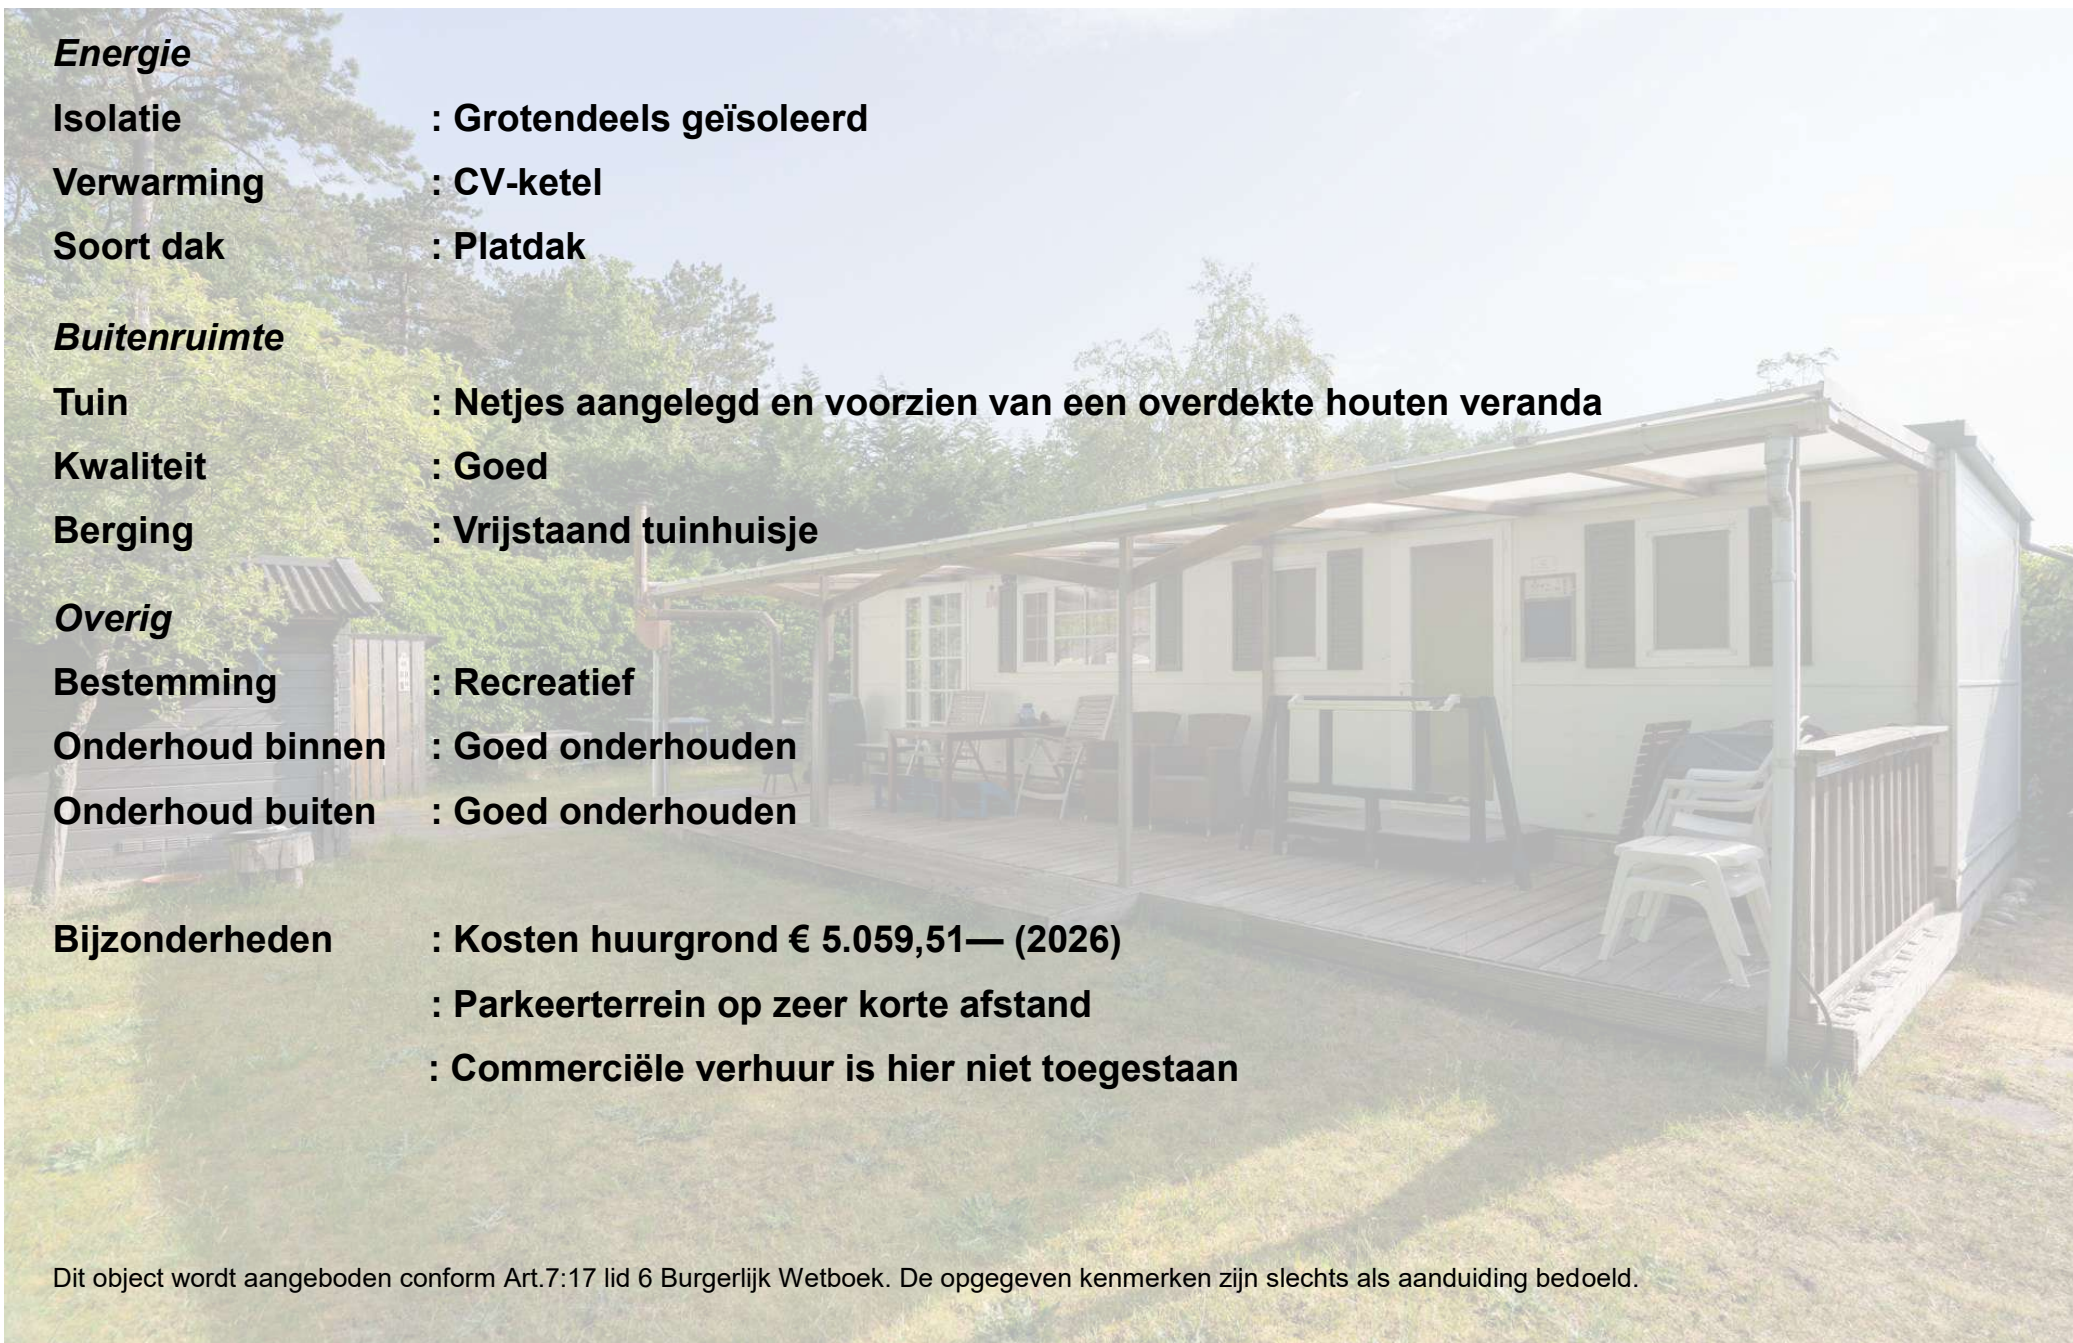 Energie
Isolatie : Grotendeels geïsoleerd
Verwarming : CV-ketel
Soort dak : Platdak
Buitenruimte
Tuin : Netjes aangelegd en voorzien van een overdekte houten veranda
Kwaliteit : Goed
Berging : Vrijstaand tuinhuisje
Overig
Bestemming : Recreatief
Onderhoud binnen : Goed onderhouden
Onderhoud buiten : Goed onderhouden
Bijzonderheden : Kosten huurgrond € 5.059,51— (2026)
: Parkeerterrein op zeer korte afstand
: Commerciële verhuur is hier niet toegestaan
Dit object wordt aangeboden conform Art.7:17 lid 6 Burgerlijk Wetboek. De opgegeven kenmerken zijn slechts als aanduiding bedoeld.